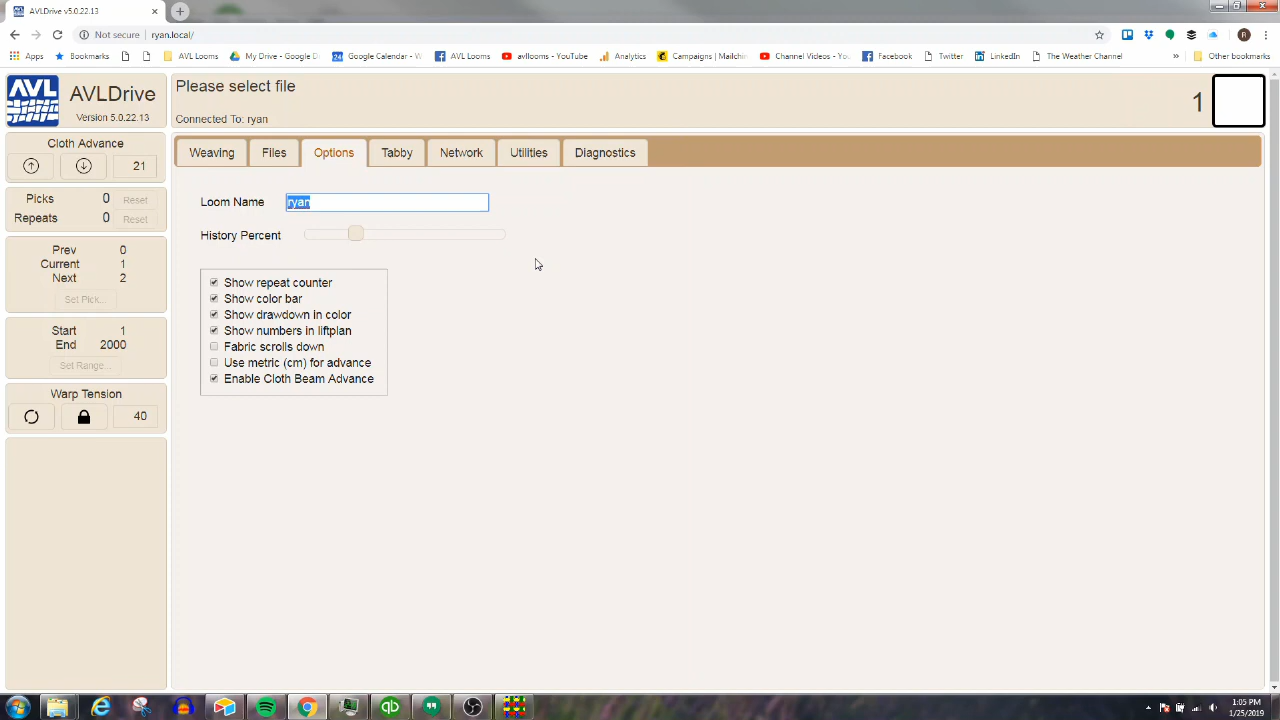 AVLDrive v5.0.22.13
Not secure | ryan.local/
Apps Bookmarks AVL Looms My Drive - Google D Google Calendar - W avllooms - YouTube Analytics Campaigns | Mailchim Channel Videos - You Facebook Twitter LinkedIn The Weather Channel » Other bookmarks
AVL
AVLDrive
Version 5.0.22.13
Please select file
Connected To: ryan
1
Cloth Advance
21
Picks 0 Reset
Repeats 0 Reset
Prev 0
Current 1
Next 2
Set Pick...
Start 1
End 2000
Set Range...
Warp Tension
40
Weaving Files Options Tabby Network Utilities Diagnostics
Loom Name ryan
History Percent
Show repeat counter
Show color bar
Show drawdown in color
Show numbers in liftplan
Fabric scrolls down
Use metric (cm) for advance
Enable Cloth Beam Advance
1:05 PM
1/25/2019